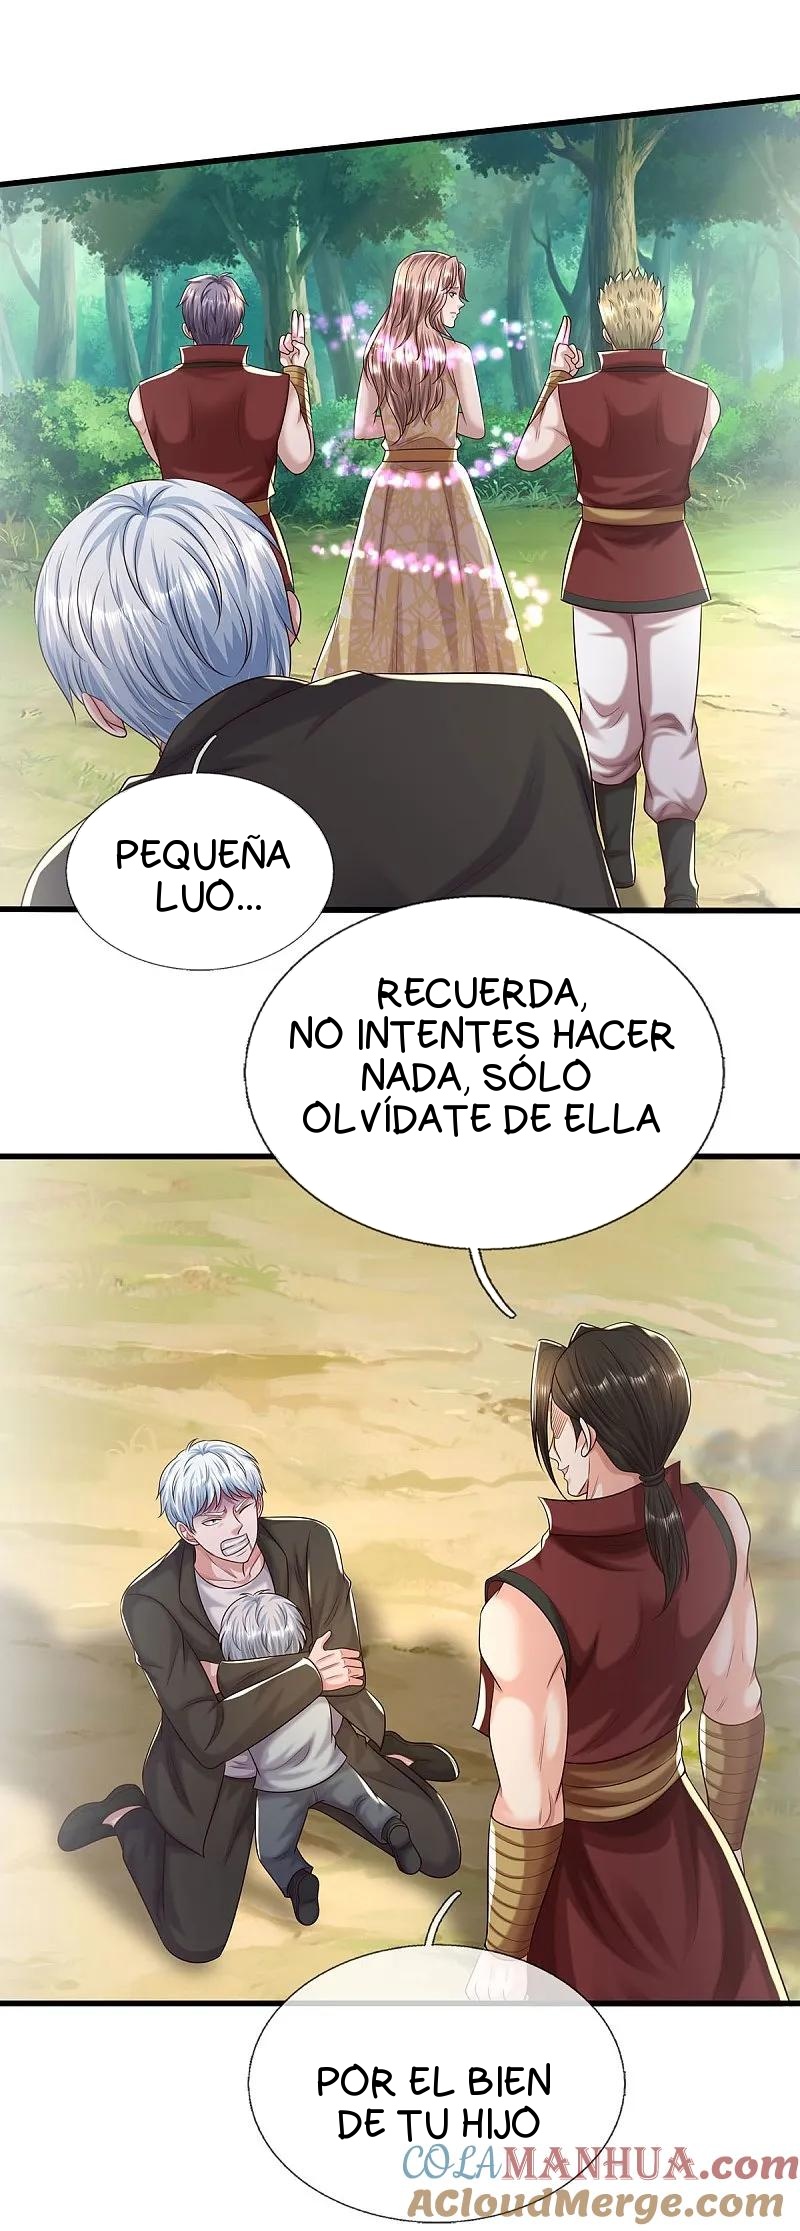 PEQUEÑA
LUO...
RECUERDA,
NO INTENTES HACER
NADA, SÓLO
OLVÍDATE DE ELLA
POR EL BIEN
DE TU HIJO
COLAMANHUA.com
ACloudMerge.com